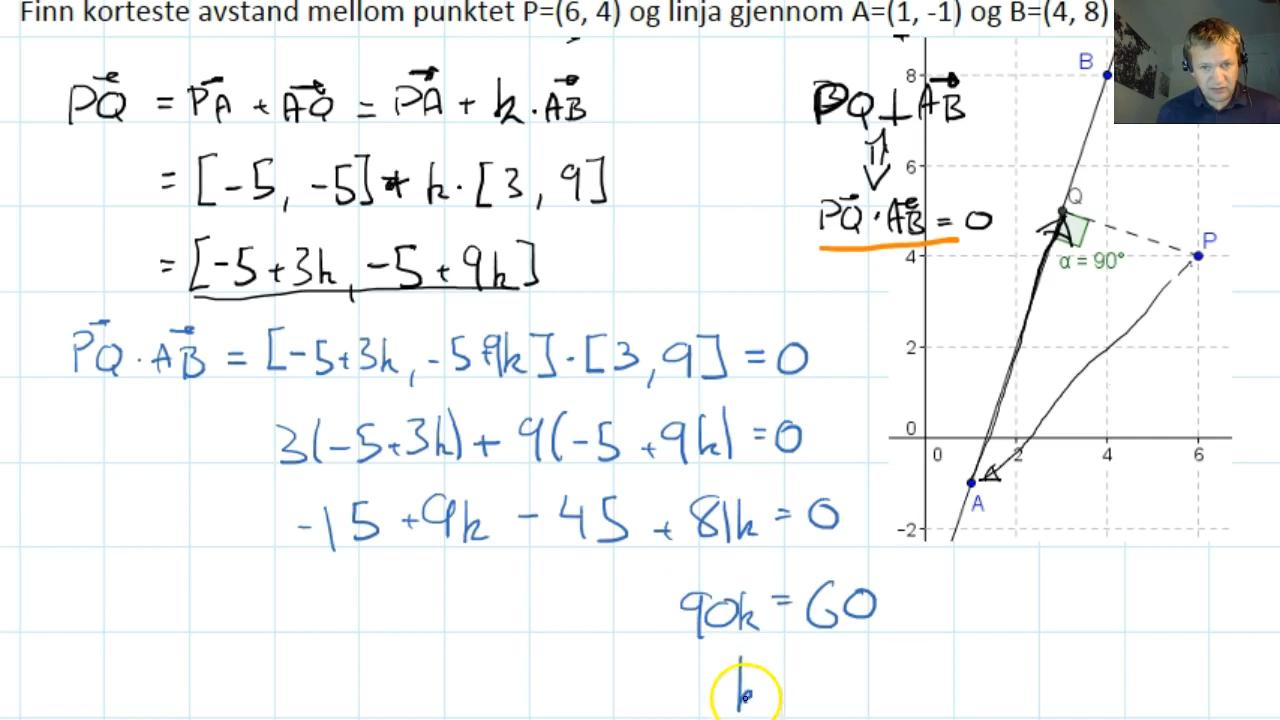 Finn korteste avstand mellom punktet P=(6, 4) og linja gjennom A=(1, -1) og B=(4, 8)
PQ = PA + AQ = PA + k · AB
= [-5, -5] + k · [3, 9]
= [-5+3k, -5+9k]
PQ · AB = [-5+3k, -5+9k] · [3, 9] = 0
3(-5+3k) + 9(-5+9k) = 0
-15 + 9k - 45 + 81k = 0
90k = 60
k
PQ ⊥ AB
⇕
PQ · AB = 0
B
8
6
Q
P
4
α = 90°
2
0
0 2 4 6
A
-2